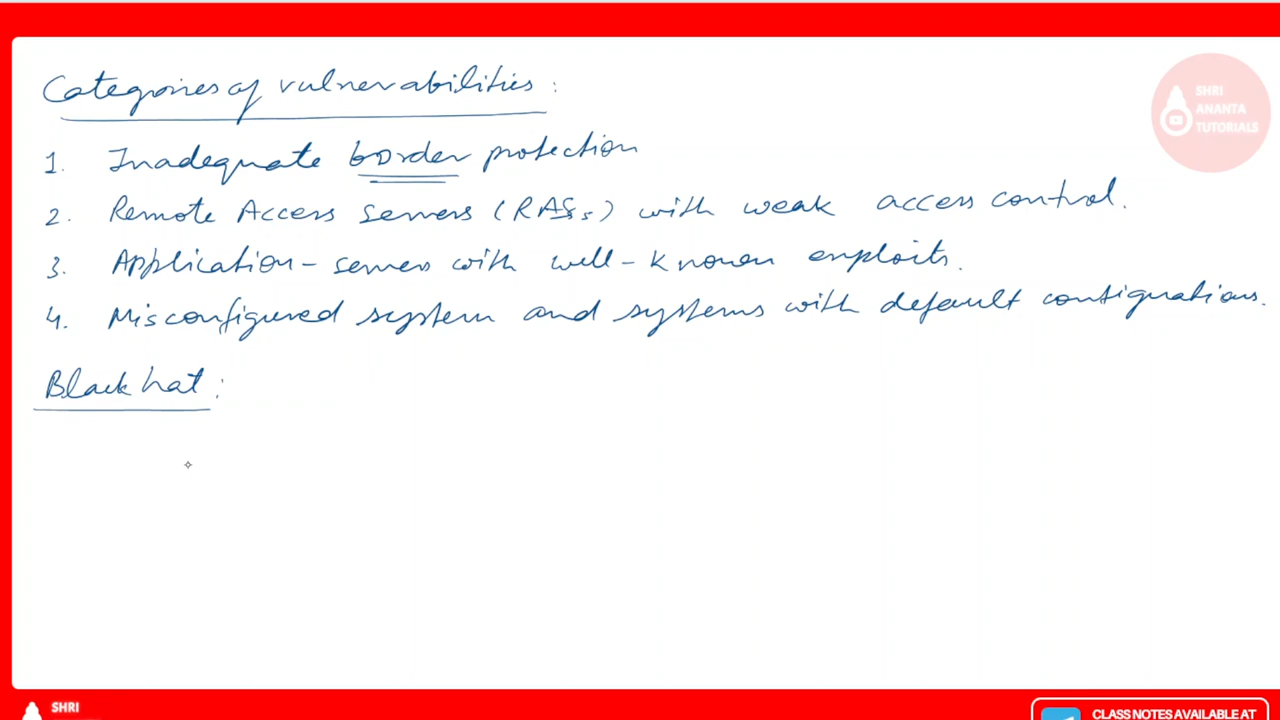 Categories of vulnerabilities :
1. Inadequate border protection
2. Remote Access Servers (RASs) with weak access control.
3. Application-servers with well-known exploits.
4. Misconfigured system and systems with default configurations.
Black hat :
SHRI
ANANTA
TUTORIALS
SHRI
CLASS NOTES AVAILABLE AT